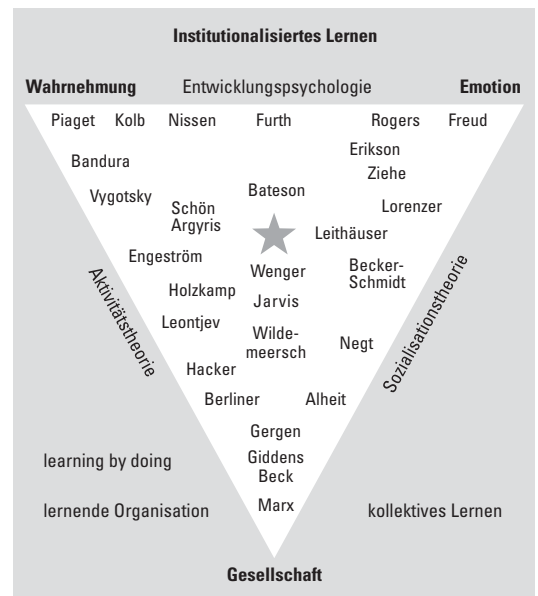 Institutionalisiertes Lernen
Wahrnehmung Entwicklungspsychologie Emotion
Piaget Kolb Nissen Furth Rogers Freud
Erikson
Bandura
Ziehe
Vygotsky
Bateson
Schön
Argyris
Lorenzer
Leithäuser
Engeström
Wenger
Becker-
Schmidt
Holzkamp
Jarvis
Leontjev
Wilde-
meersch
Negt
Aktivitätstheorie
Sozialisationstheorie
Hacker
Berliner Alheit
Gergen
learning by doing
Giddens
Beck
lernende Organisation
Marx
kollektives Lernen
Gesellschaft